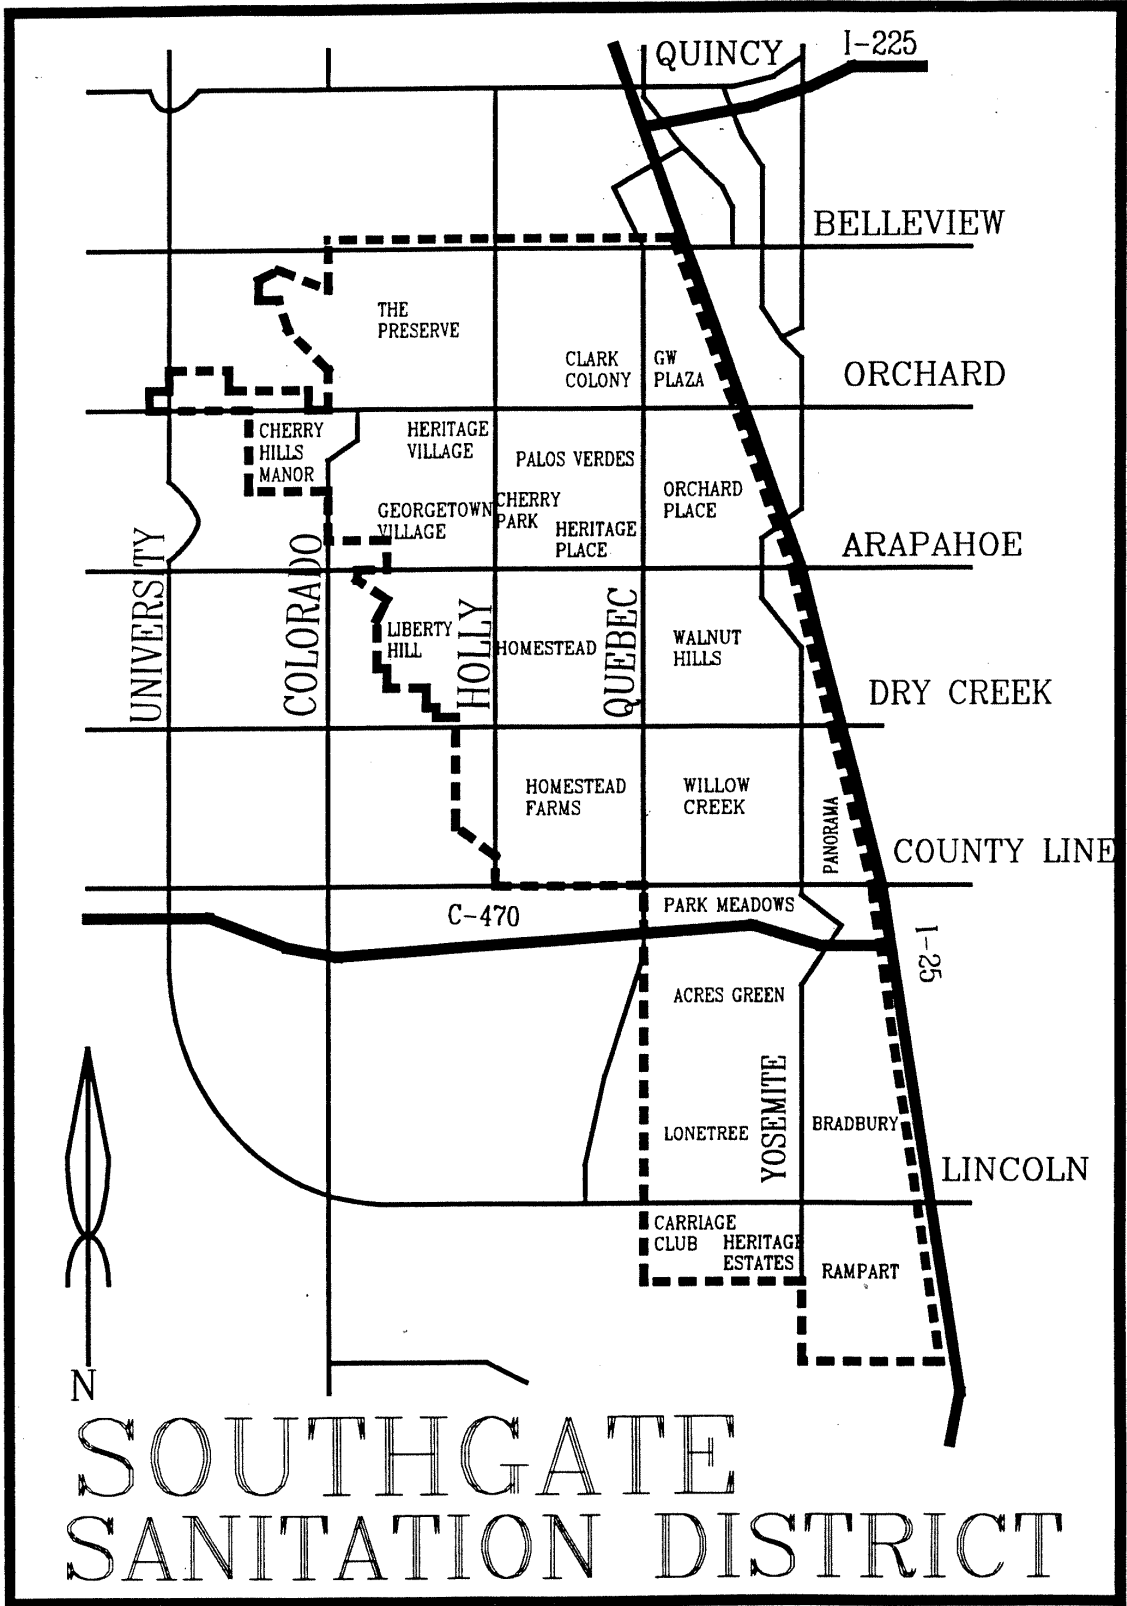 QUINCY
I-225
BELLEVIEW
THE
PRESERVE
CLARK
COLONY
GW
PLAZA
ORCHARD
CHERRY
HILLS
MANOR
HERITAGE
VILLAGE
PALOS VERDES
GEORGETOWN
VILLAGE
CHERRY
PARK
HERITAGE
PLACE
ORCHARD
PLACE
ARAPAHOE
UNIVERSITY
COLORADO
LIBERTY
HILL
HOLLY
HOMESTEAD
QUEBEC
WALNUT
HILLS
DRY CREEK
HOMESTEAD
FARMS
WILLOW
CREEK
PANORAMA
COUNTY LINE
C-470
PARK MEADOWS
I-25
ACRES GREEN
YOSEMITE
LONETREE
BRADBURY
LINCOLN
CARRIAGE
CLUB
HERITAGE
ESTATES
RAMPART
N
SOUTHGATE
SANITATION DISTRICT